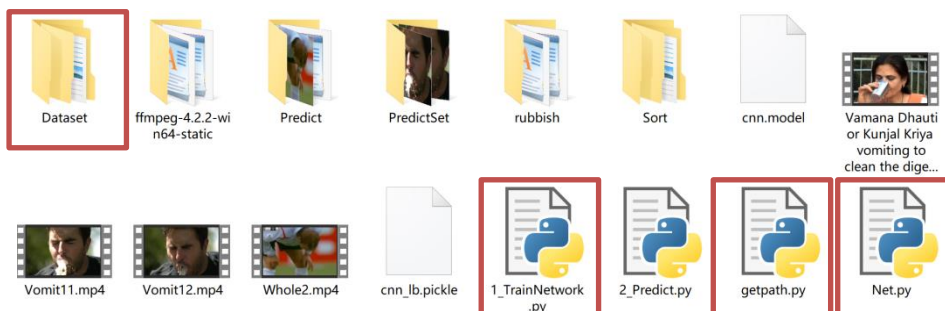 Dataset
ffmpeg-4.2.2-wi
n64-static
Predict
PredictSet
rubbish
Sort
cnn.model
Vamana Dhauti
or Kunjal Kriya
vomiting to
clean the dige...
Vomit11.mp4
Vomit12.mp4
Whole2.mp4
cnn_lb.pickle
1_TrainNetwork
.py
2_Predict.py
getpath.py
Net.py